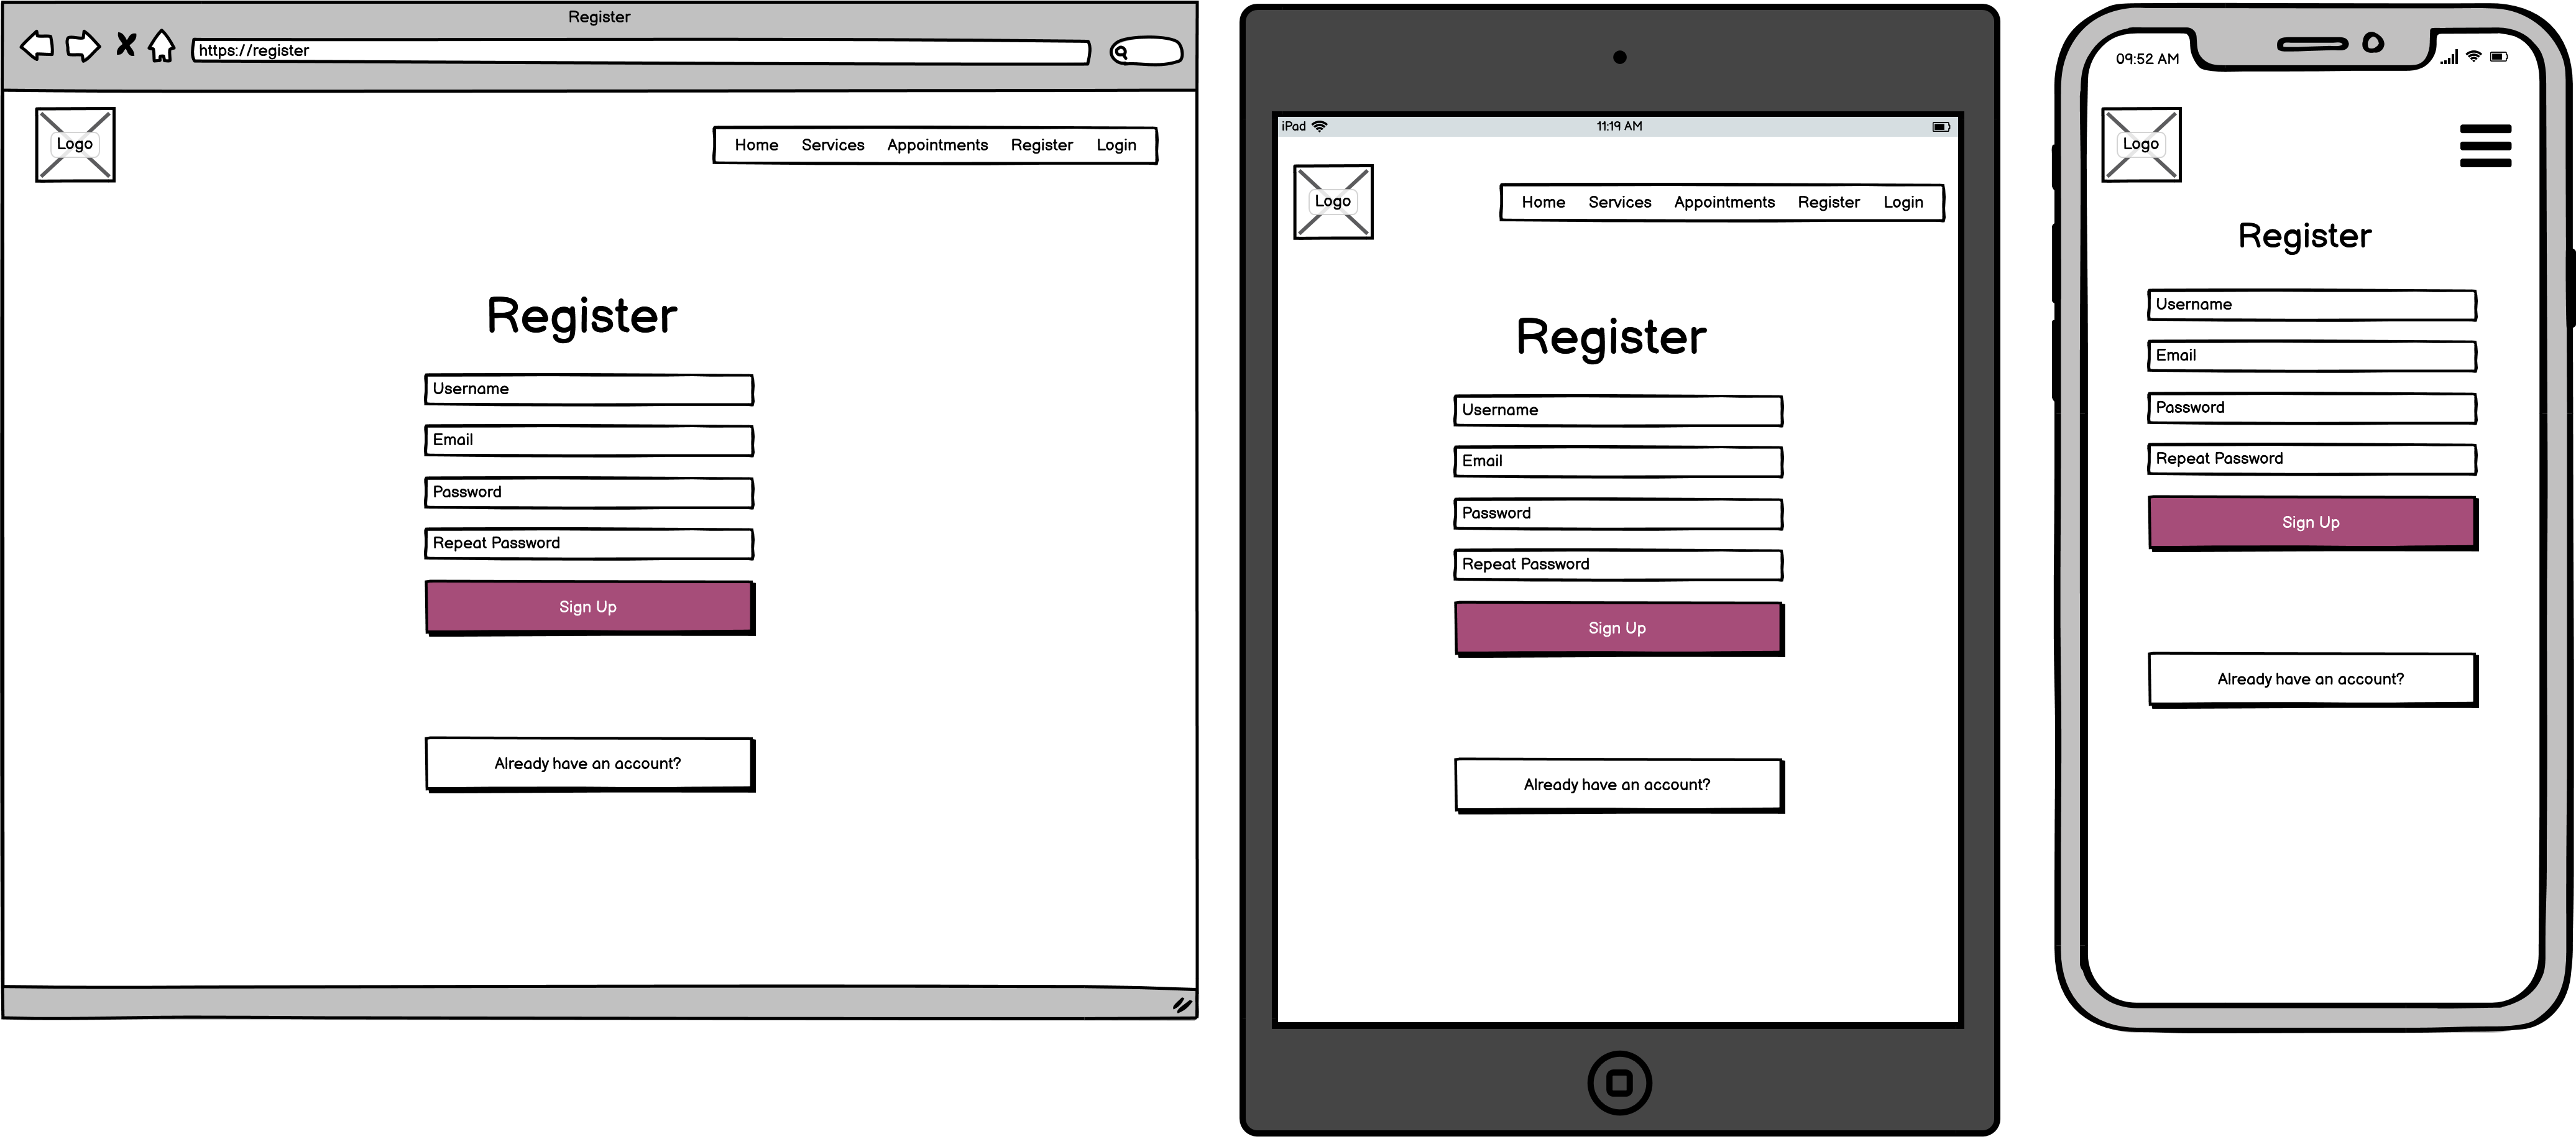 Register
https://register
Logo
Home Services Appointments Register Login
Register
Username
Email
Password
Repeat Password
Sign Up
Already have an account?
iPad 11:19 AM
Logo
Home Services Appointments Register Login
Register
Username
Email
Password
Repeat Password
Sign Up
Already have an account?
09:52 AM
Logo
Register
Username
Email
Password
Repeat Password
Sign Up
Already have an account?